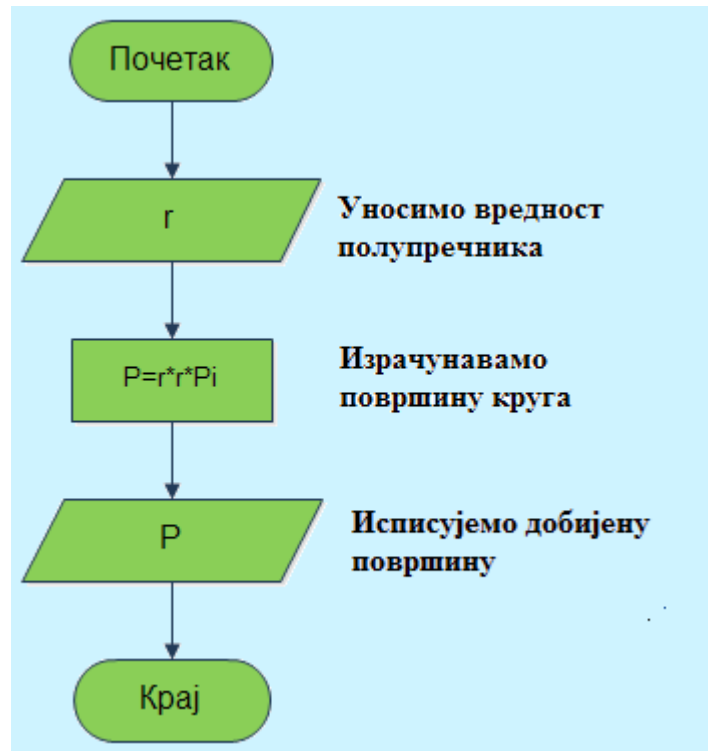 Почетак
r
Уносимо вредност
полупречника
P=r*r*Pi
Израчунавамо
површину круга
P
Исписујемо добијену
површину
Крај